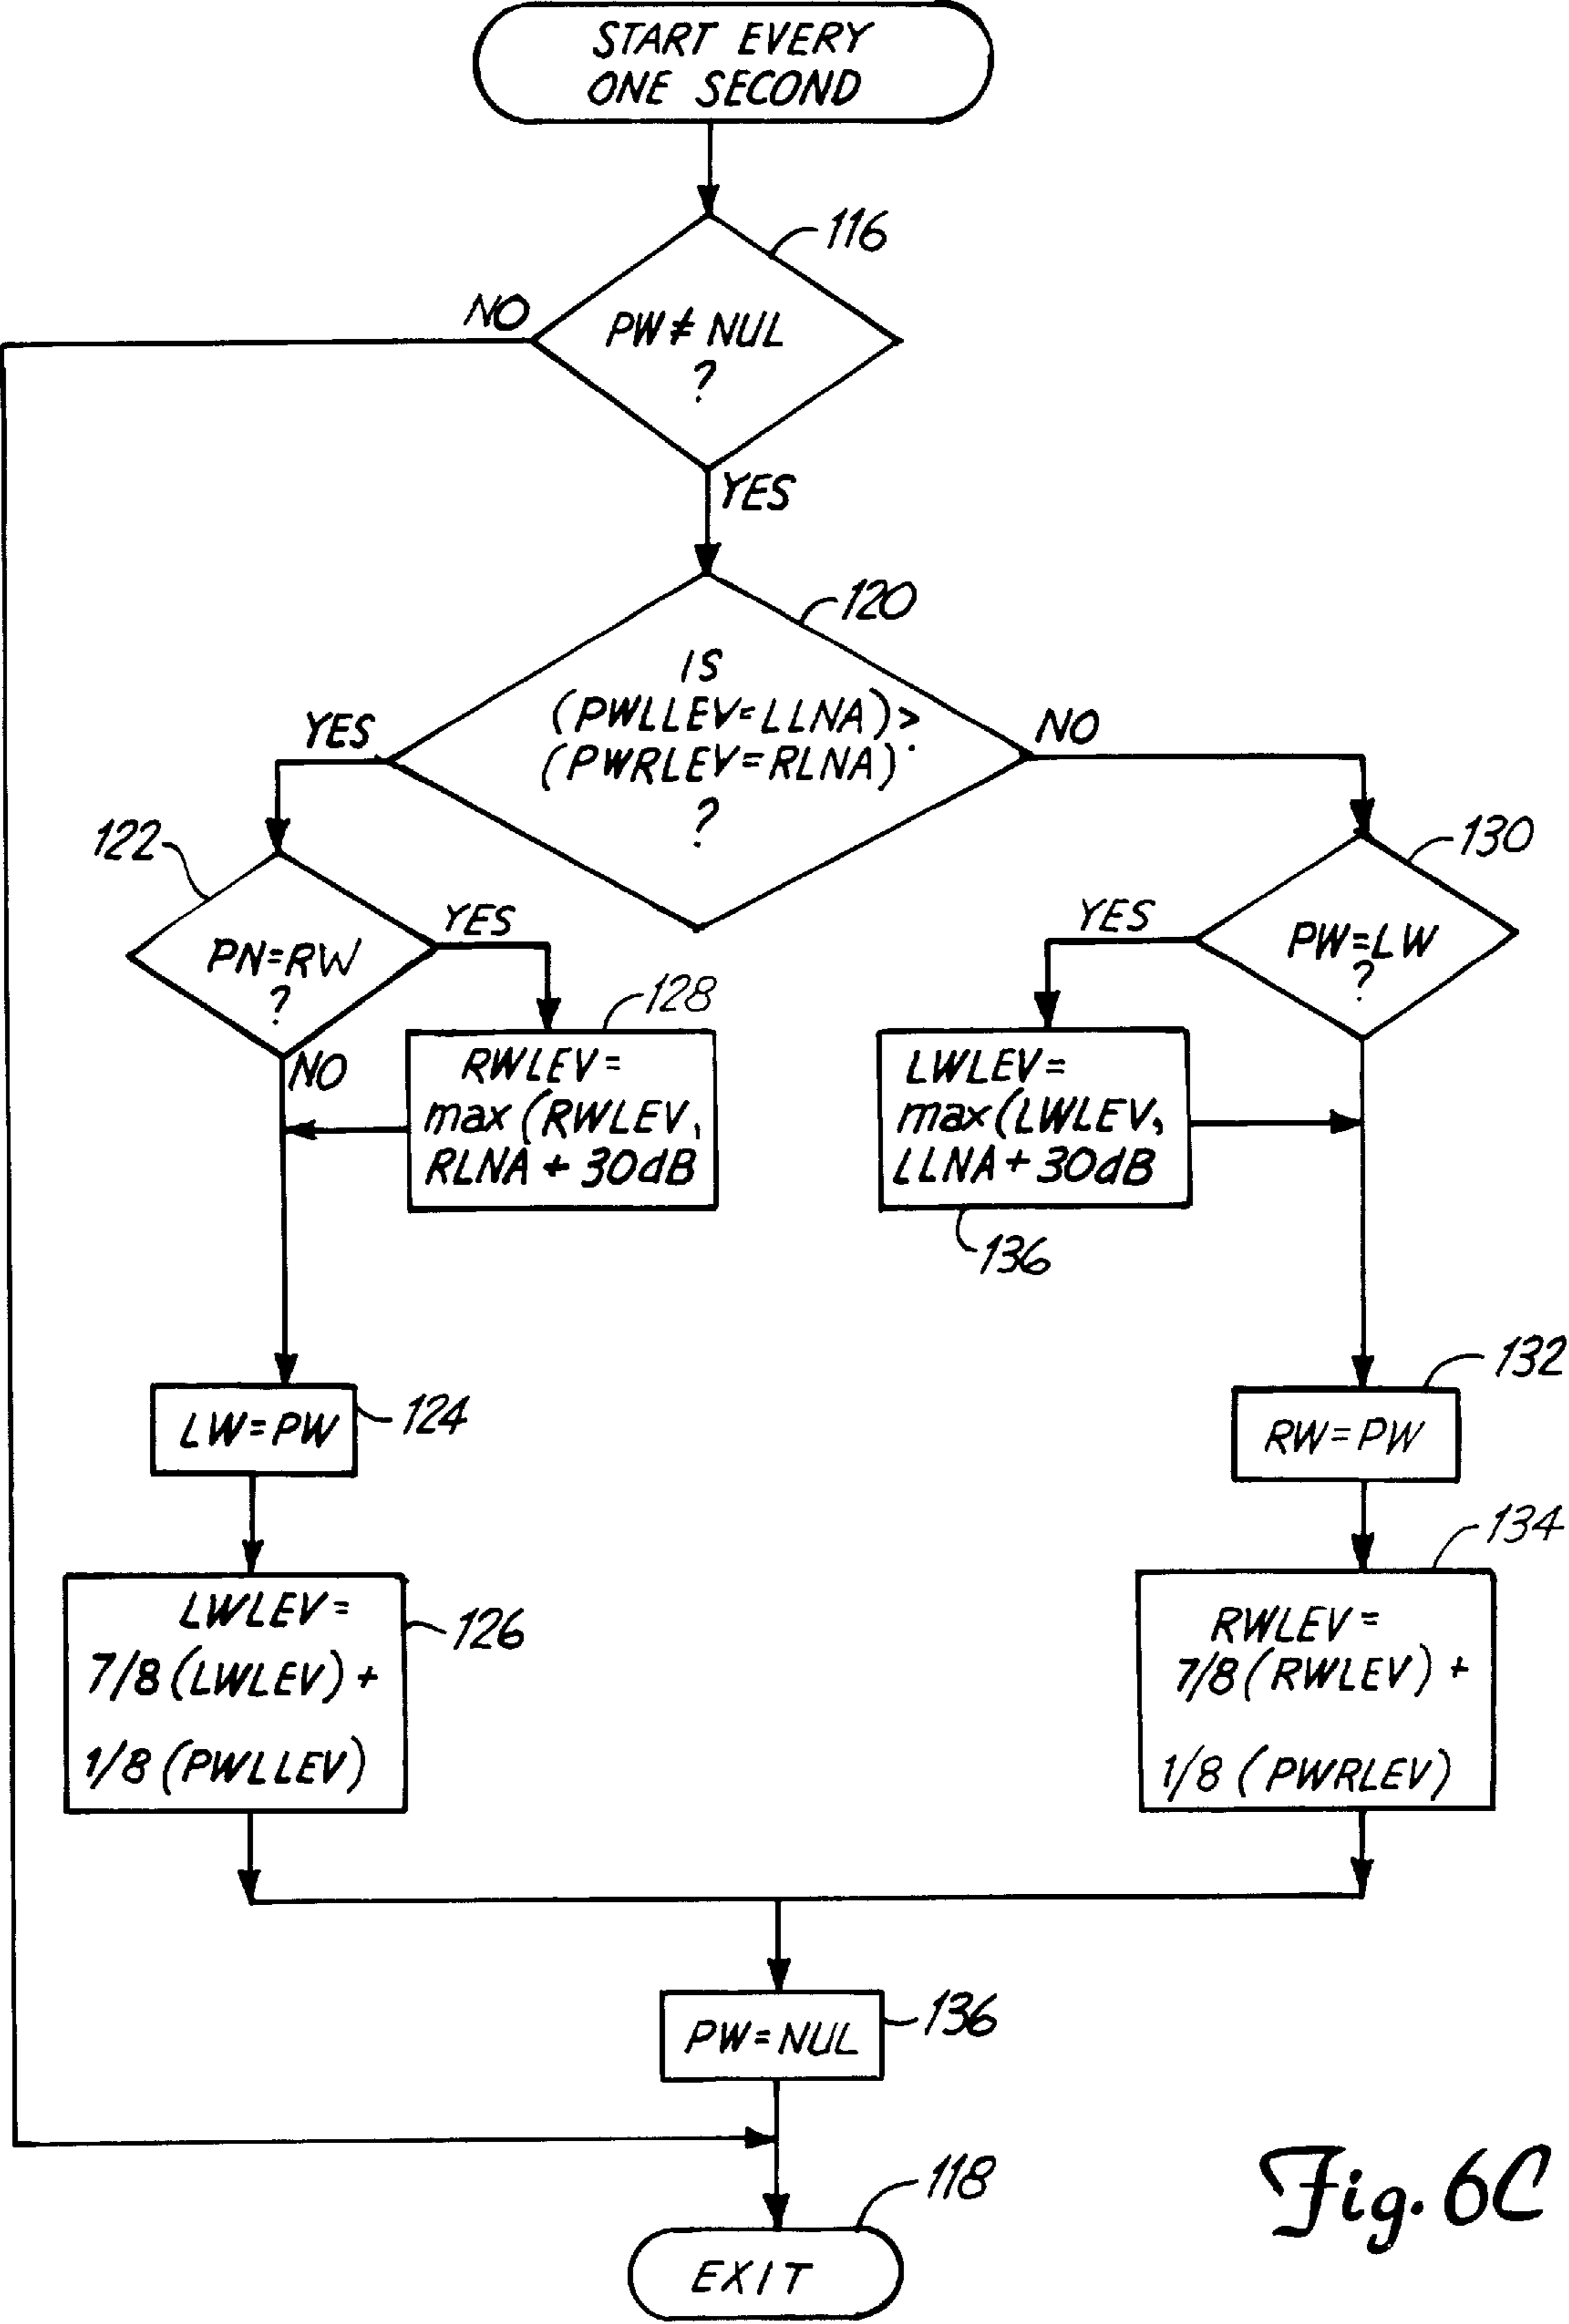 START EVERY
ONE SECOND
116
NO
PW ≠ NUL
?
YES
120
IS
(PWLLEV=LLNA) >
(PWRLEV=RLNA)
?
YES
NO
122
PN=RW
?
YES
NO
130
PW=LW
?
YES
128
RWLEV=
max (RWLEV,
RLNA + 30dB
LWLEV=
max(LWLEV,
LLNA + 30dB
136
LW=PW
124
132
RW=PW
LWLEV=
7/8 (LWLEV) +
1/8 (PWLLEV)
126
134
RWLEV=
7/8 (RWLEV) +
1/8 (PWRLEV)
PW=NUL
136
118
EXIT
Fig. 6C